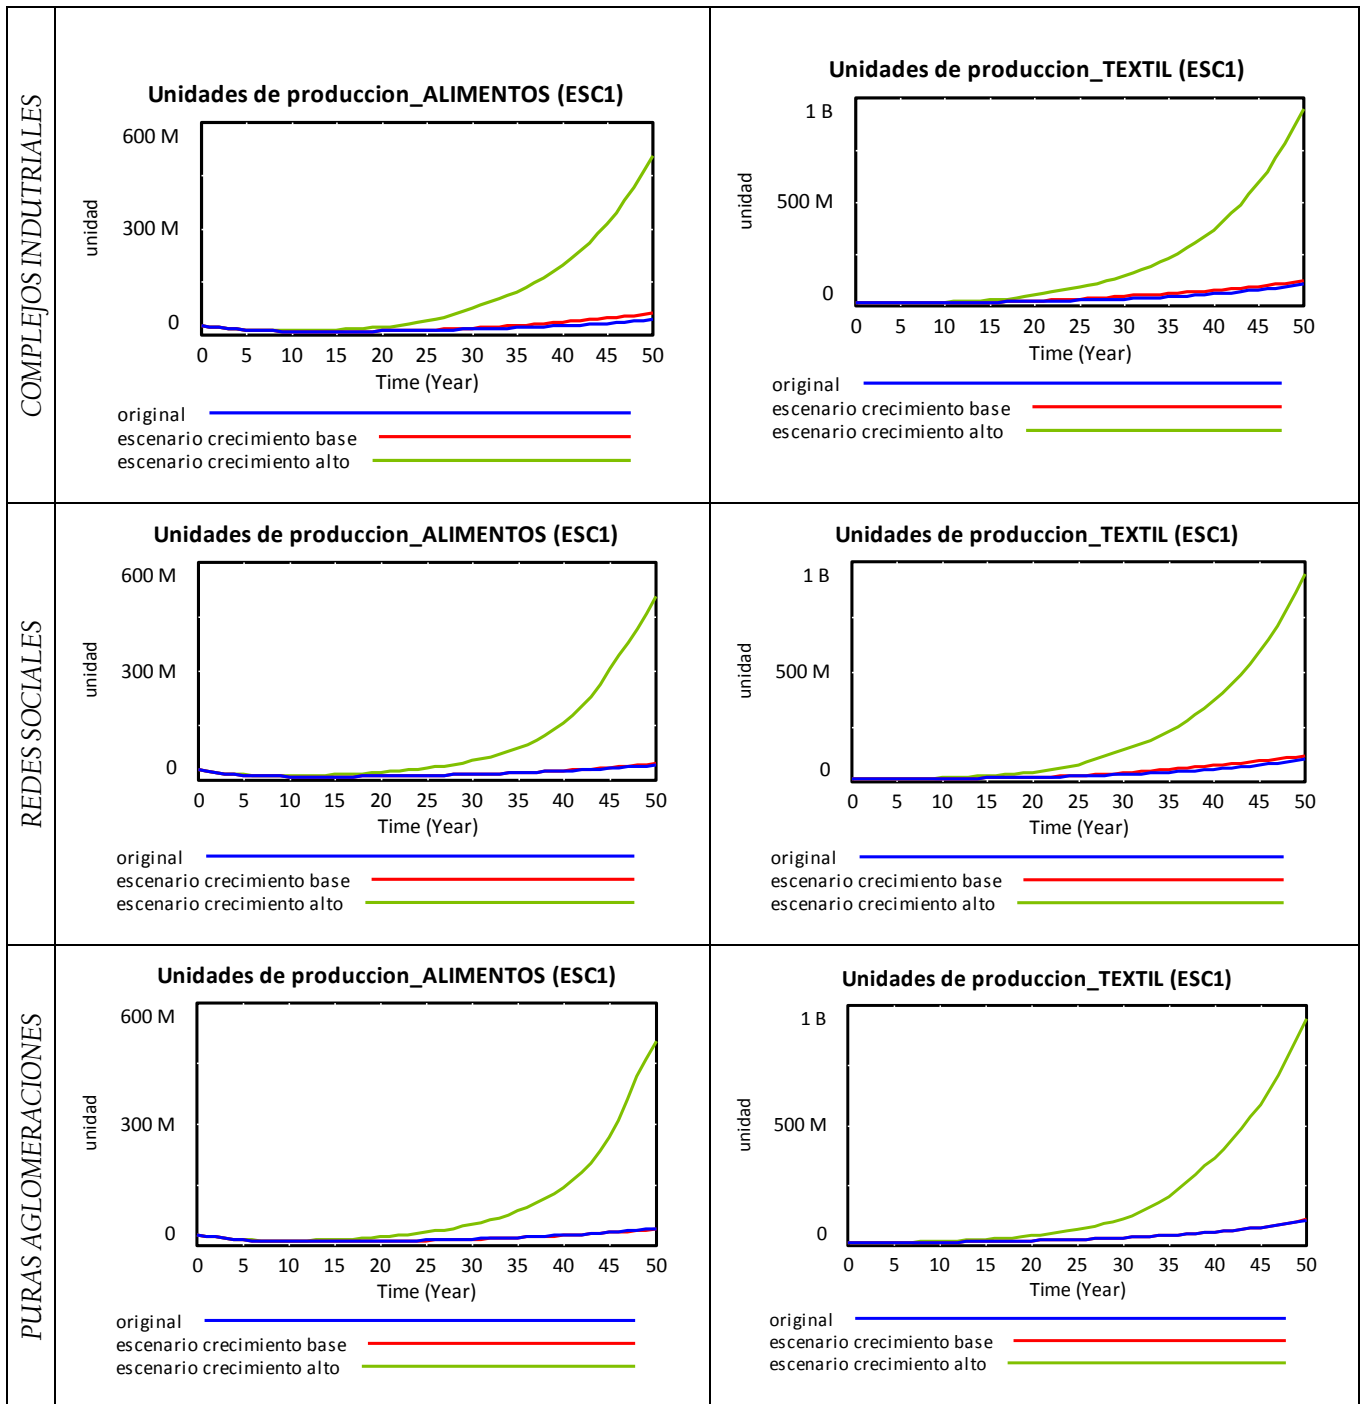 COMPLEJOS INDUTRIALES
Unidades de produccion_ALIMENTOS (ESC1)
600 M
300 M
0
unidad
0 5 10 15 20 25 30 35 40 45 50
Time (Year)
original
escenario crecimiento base
escenario crecimiento alto
Unidades de produccion_TEXTIL (ESC1)
1 B
500 M
0
unidad
0 5 10 15 20 25 30 35 40 45 50
Time (Year)
original
escenario crecimiento base
escenario crecimiento alto
REDES SOCIALES
Unidades de produccion_ALIMENTOS (ESC1)
600 M
300 M
0
unidad
0 5 10 15 20 25 30 35 40 45 50
Time (Year)
original
escenario crecimiento base
escenario crecimiento alto
Unidades de produccion_TEXTIL (ESC1)
1 B
500 M
0
unidad
0 5 10 15 20 25 30 35 40 45 50
Time (Year)
original
escenario crecimiento base
escenario crecimiento alto
PURAS AGLOMERACIONES
Unidades de produccion_ALIMENTOS (ESC1)
600 M
300 M
0
unidad
0 5 10 15 20 25 30 35 40 45 50
Time (Year)
original
escenario crecimiento base
escenario crecimiento alto
Unidades de produccion_TEXTIL (ESC1)
1 B
500 M
0
unidad
0 5 10 15 20 25 30 35 40 45 50
Time (Year)
original
escenario crecimiento base
escenario crecimiento alto